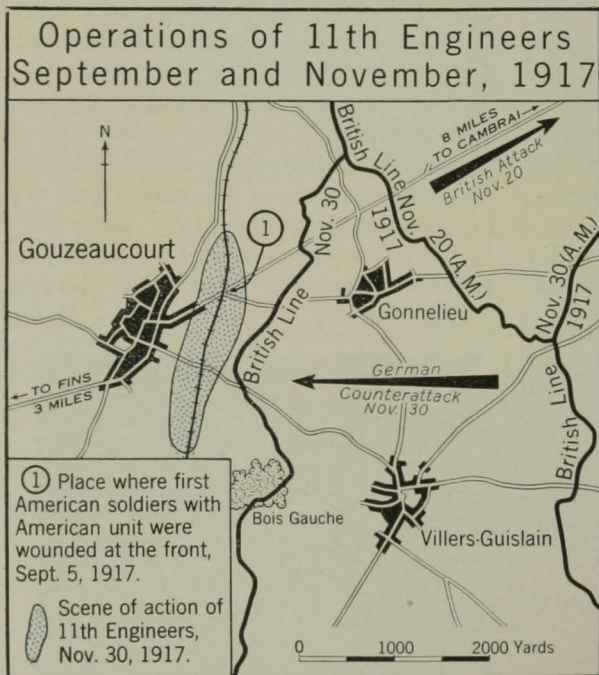 Operations of 11th Engineers
September and November, 1917
N
8 MILES
TO CAMBRAI
British Attack
Nov. 20
British Line Nov. 20 (A.M.)
1917
Nov. 30
British Line
1
Gouzeaucourt
Gonnelieu
Nov. 30 (A.M.)
1917
British Line
TO FINS
3 MILES
German
Counterattack
Nov. 30
Bois Gauche
Villers-Guislain
1 Place where first
American soldiers with
American unit were
wounded at the front,
Sept. 5, 1917.
Scene of action of
11th Engineers,
Nov. 30, 1917.
0 1000 2000 Yards